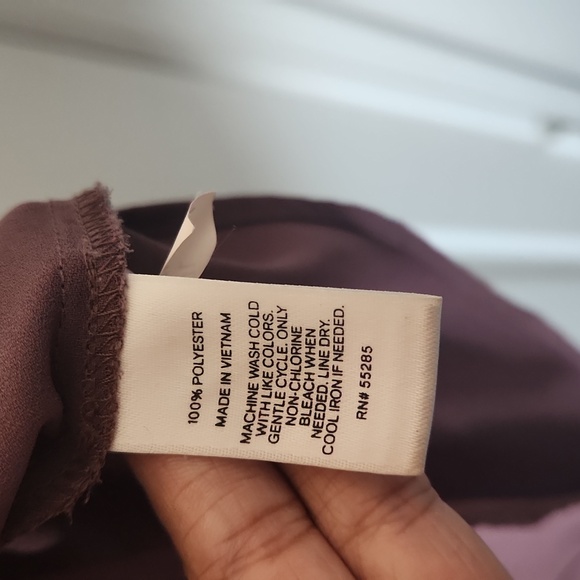 100% POLYESTER
MADE IN VIETNAM
MACHINE WASH COLD
WITH LIKE COLORS.
GENTLE CYCLE. ONLY
NON-CHLORINE
BLEACH WHEN
NEEDED. LINE DRY.
COOL IRON IF NEEDED.
RN# 55285